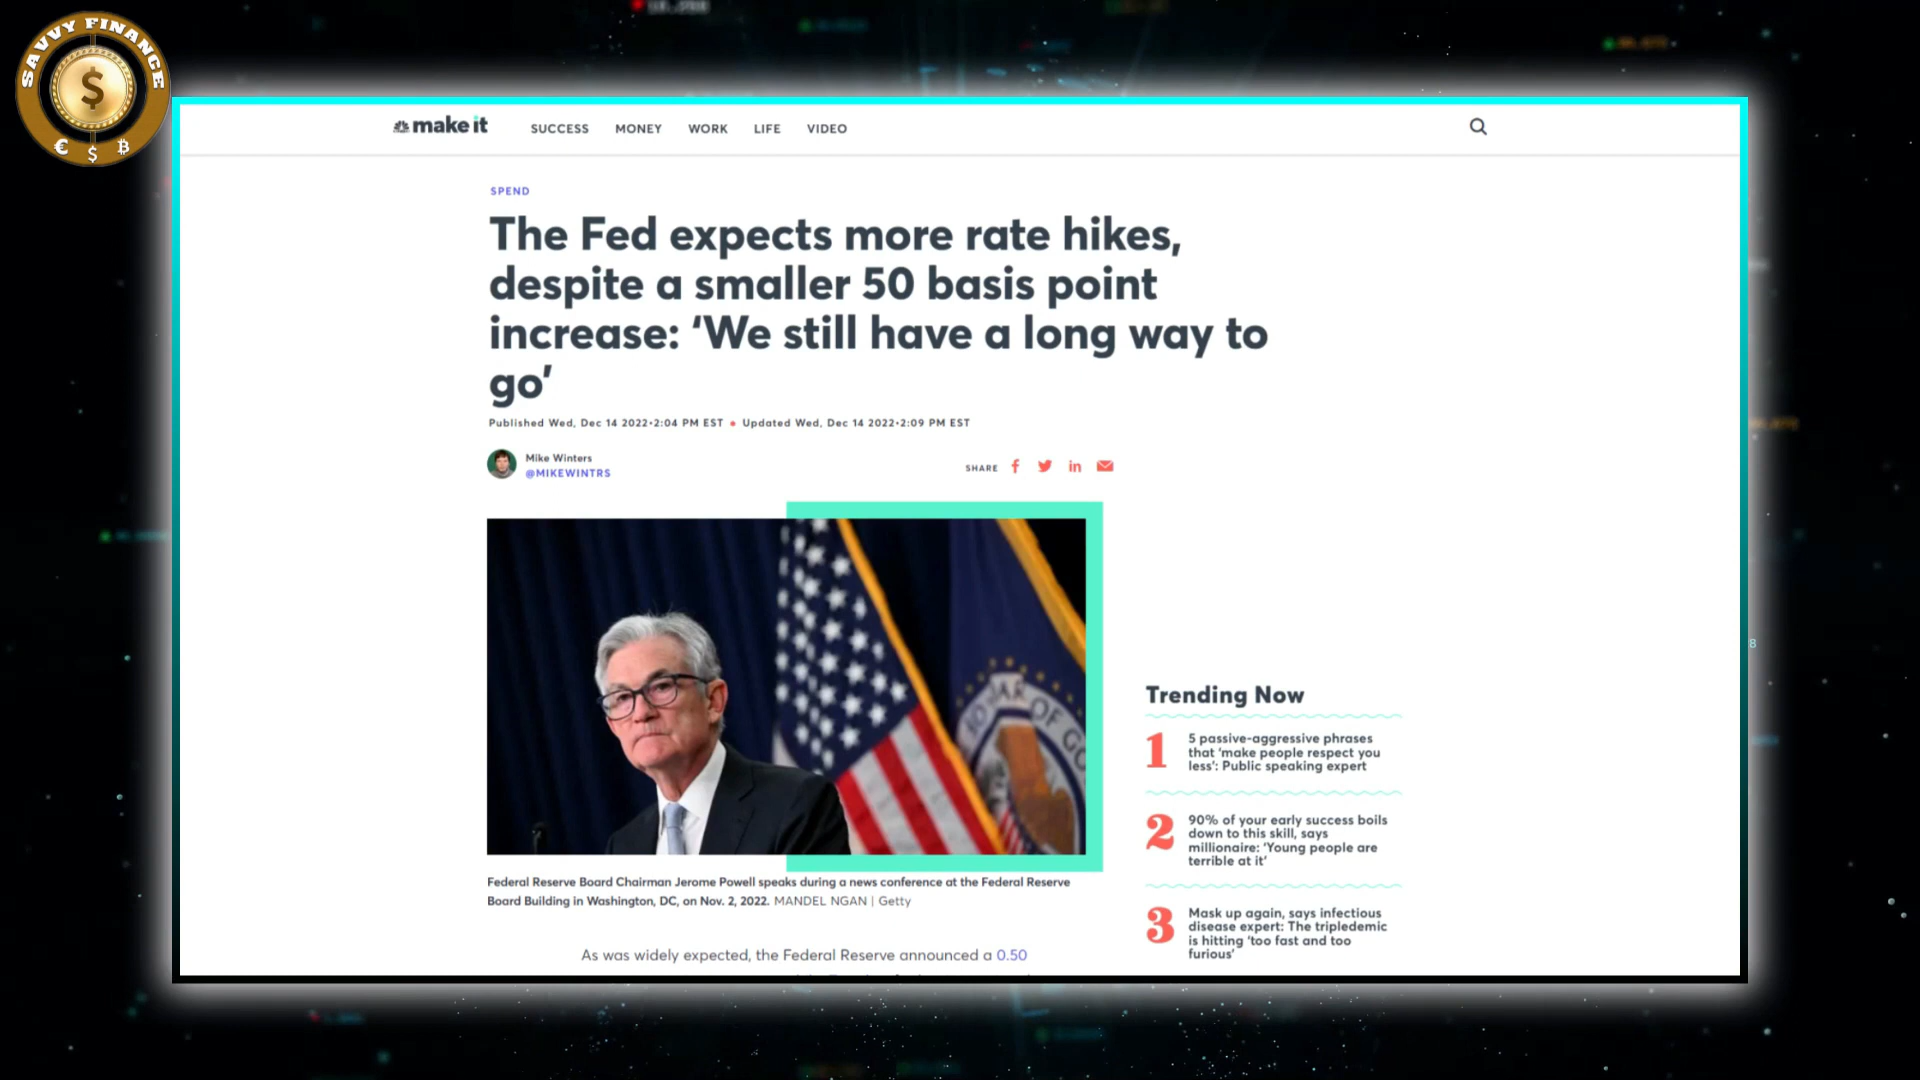 SAVVY FINANCE
$
€ $ ₿
make it
SUCCESS MONEY WORK LIFE VIDEO
SPEND
The Fed expects more rate hikes,
despite a smaller 50 basis point
increase: ‘We still have a long way to
go’
Published Wed, Dec 14 2022•2:04 PM EST • Updated Wed, Dec 14 2022•2:09 PM EST
Mike Winters
@MIKEWINTRS
SHARE f in
Federal Reserve Board Chairman Jerome Powell speaks during a news conference at the Federal Reserve
Board Building in Washington, DC, on Nov. 2, 2022. MANDEL NGAN | Getty
As was widely expected, the Federal Reserve announced a 0.50
Trending Now
1 5 passive-aggressive phrases
that ‘make people respect you
less’: Public speaking expert
2 90% of your early success boils
down to this skill, says
millionaire: ‘Young people are
terrible at it’
3 Mask up again, says infectious
disease expert: The tripledemic
is hitting ‘too fast and too
furious’
8